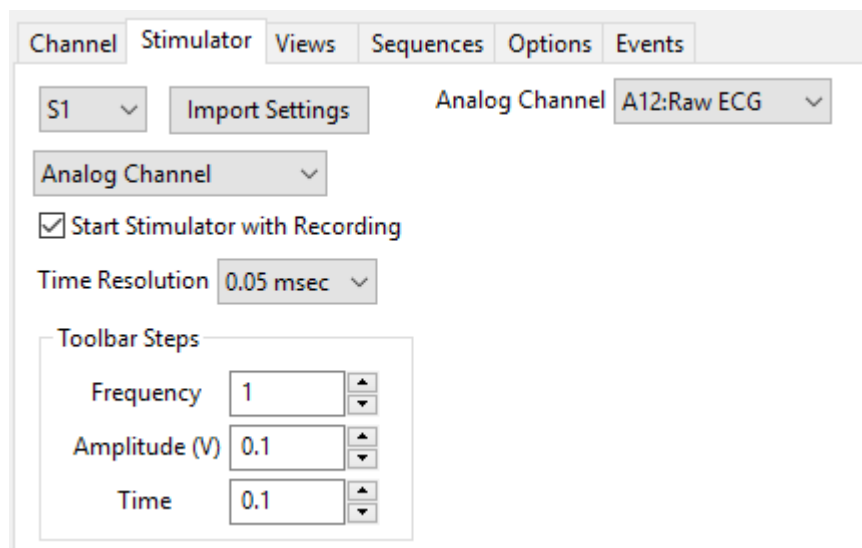 Channel Stimulator Views Sequences Options Events
S1 Import Settings Analog Channel A12:Raw ECG
Analog Channel
Start Stimulator with Recording
Time Resolution 0.05 msec
Toolbar Steps
Frequency 1
Amplitude (V) 0.1
Time 0.1